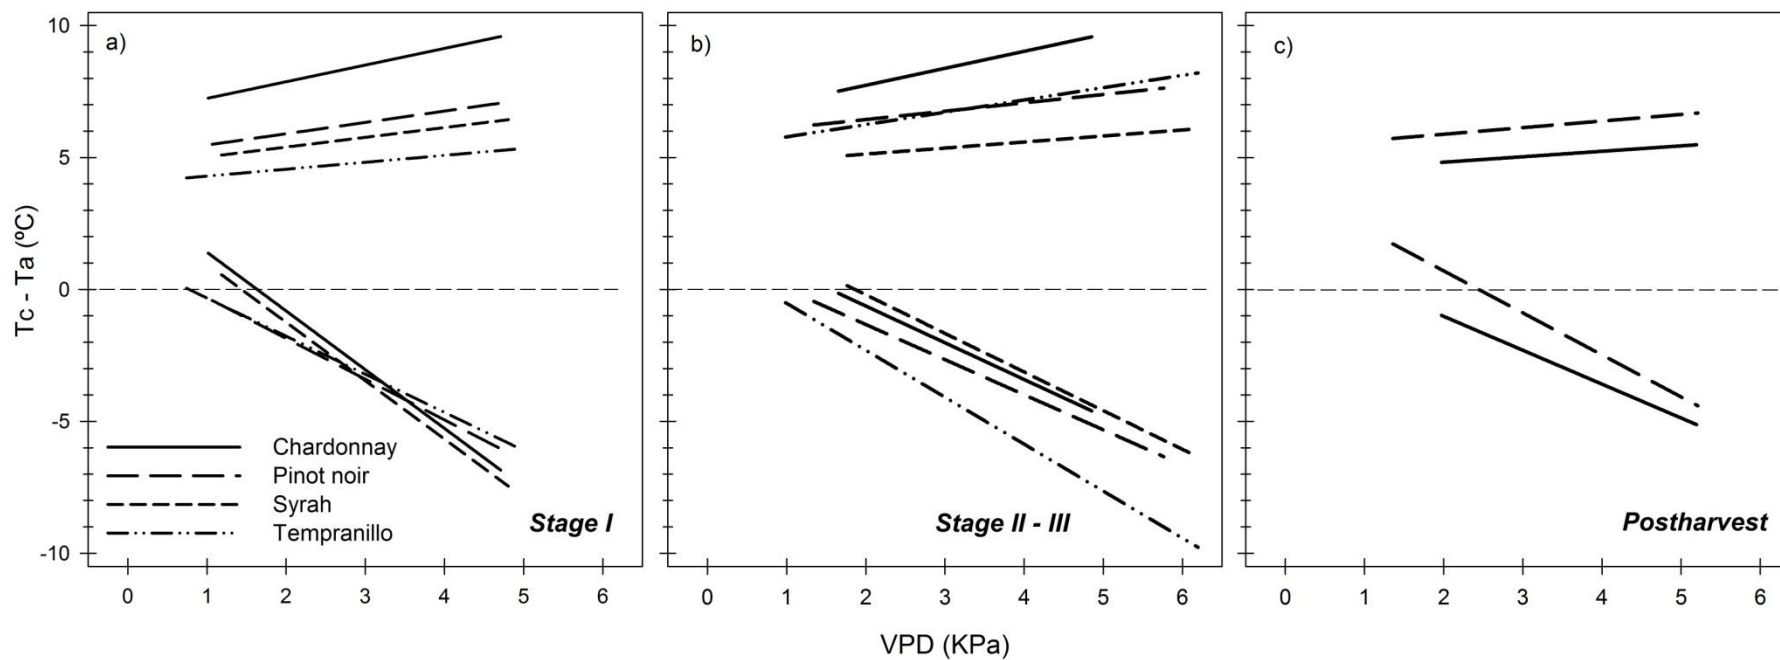 a)
b)
c)
Tc - Ta (ºC)
10
5
0
-5
-10
Chardonnay
Pinot noir
Syrah
Tempranillo
Stage I
Stage II - III
Postharvest
0 1 2 3 4 5 6
0 1 2 3 4 5 6
0 1 2 3 4 5 6
VPD (KPa)